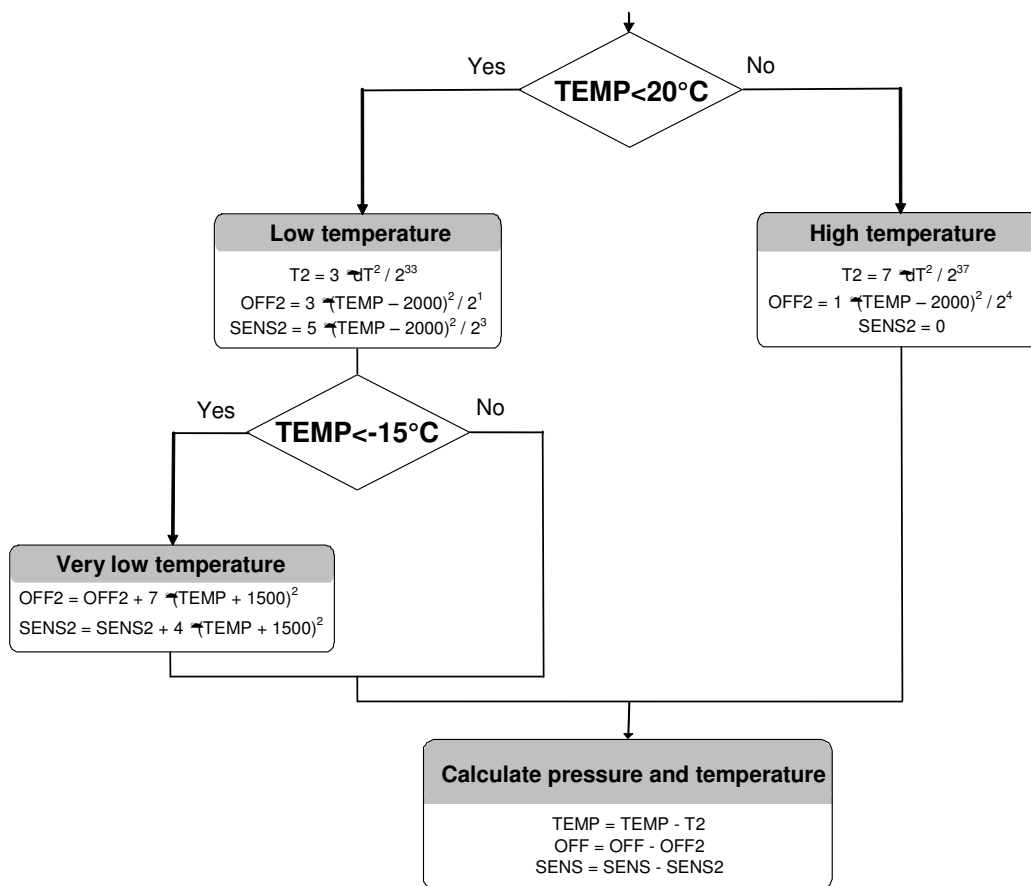 Yes
No
TEMP<20°C
Low temperature
T2 = 3 dT² / 2³³
OFF2 = 3 (TEMP – 2000)² / 2¹
SENS2 = 5 (TEMP – 2000)² / 2³
High temperature
T2 = 7 dT² / 2³⁷
OFF2 = 1 (TEMP – 2000)² / 2⁴
SENS2 = 0
Yes
No
TEMP<-15°C
Very low temperature
OFF2 = OFF2 + 7 (TEMP + 1500)²
SENS2 = SENS2 + 4 (TEMP + 1500)²
Calculate pressure and temperature
TEMP = TEMP - T2
OFF = OFF - OFF2
SENS = SENS - SENS2